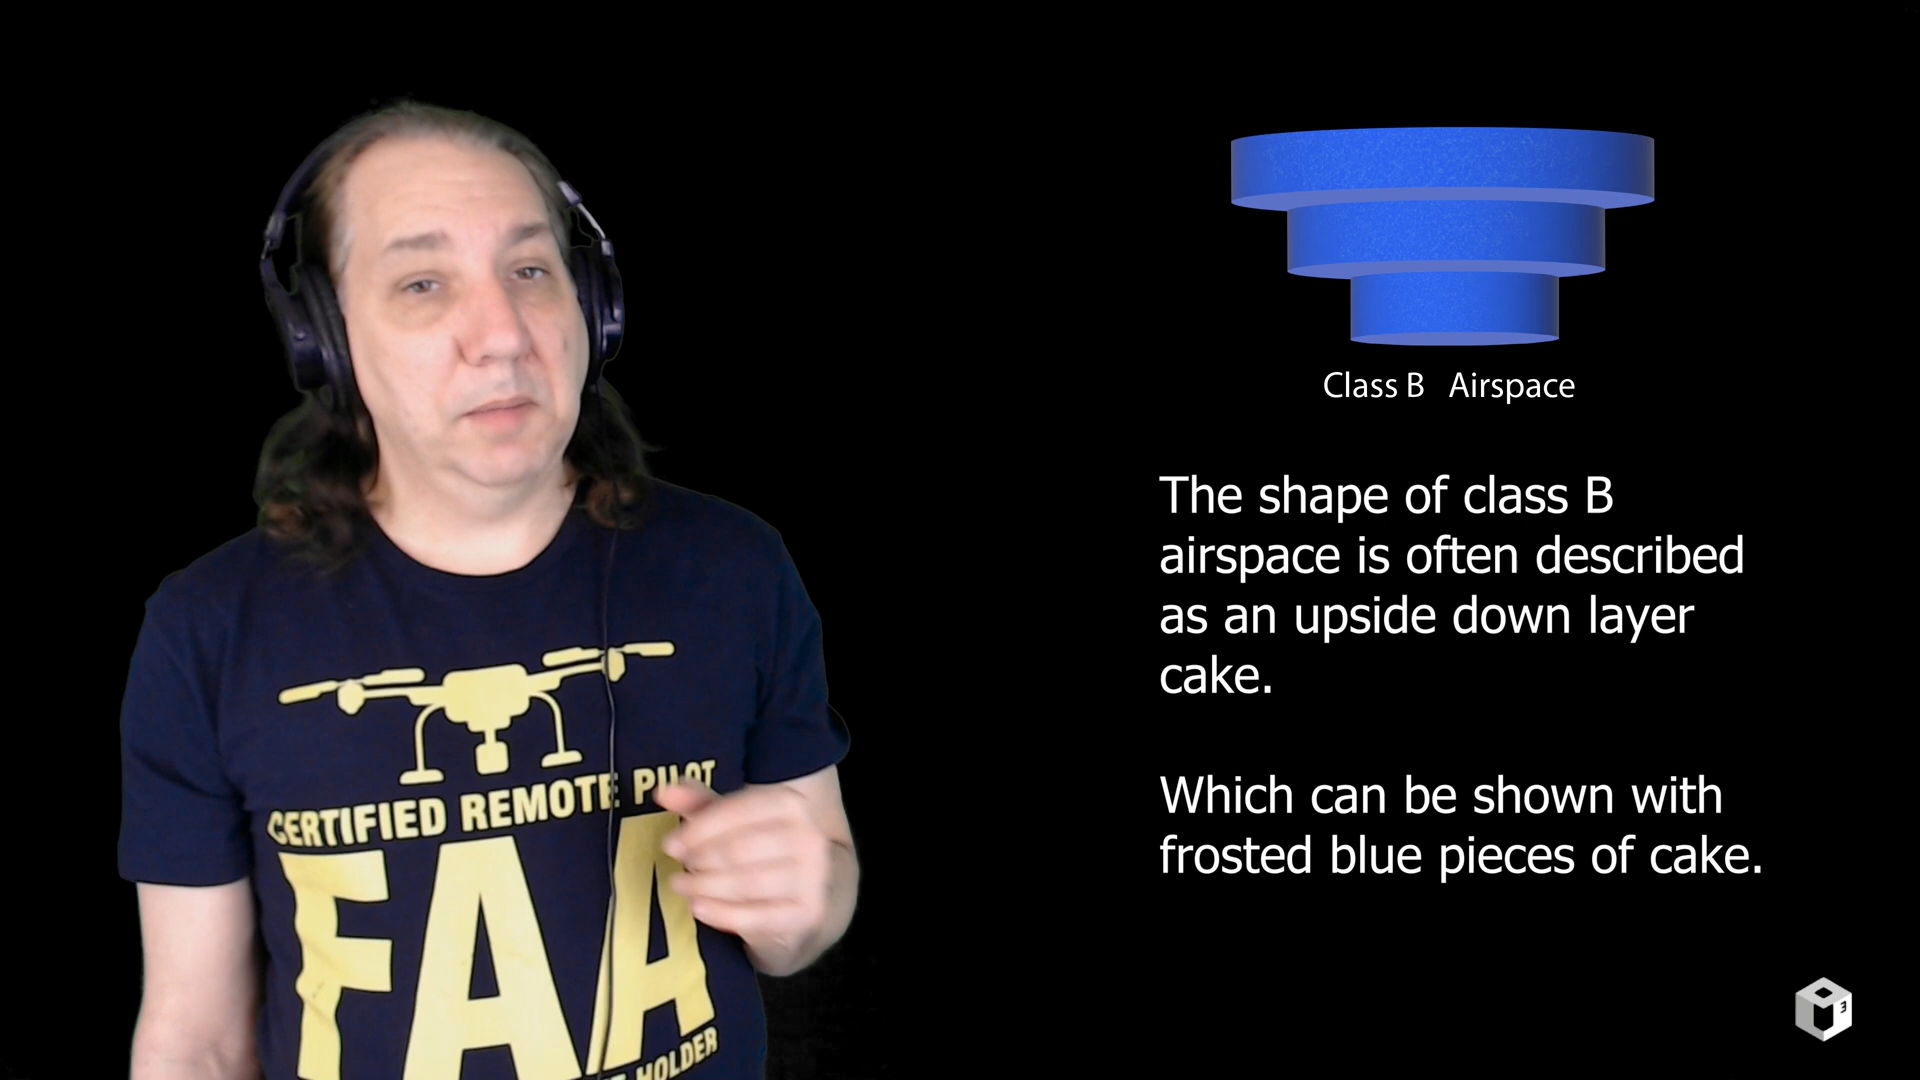 Class B Airspace
The shape of class B
airspace is often described
as an upside down layer
cake.
Which can be shown with
frosted blue pieces of cake.
CERTIFIED REMOTE PILOT
FAA
HOLDER
3